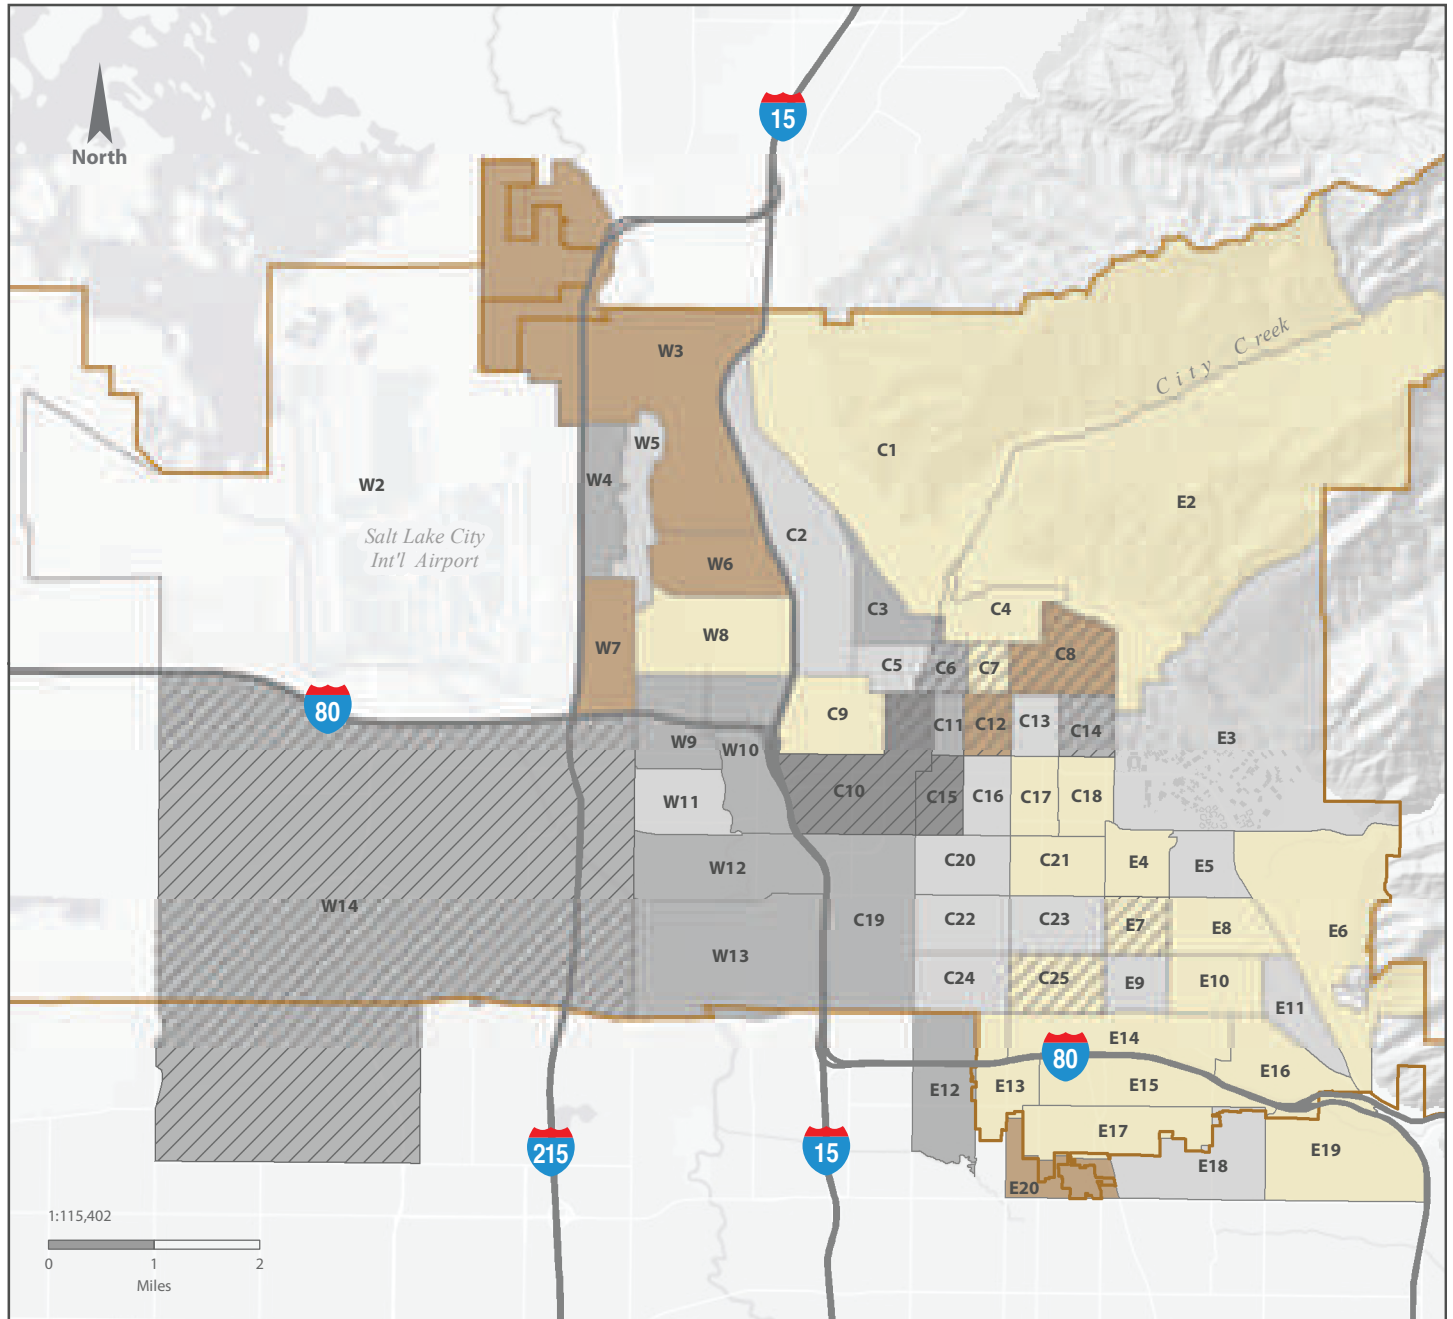 15
North
W3
City Creek
W5
C1
W4
W2
E2
Salt Lake City
Int'l Airport
C2
W6
C3
C4
W8
W7
C8
C5
C6
C7
80
C9
C11
C12
C13
C14
E3
W9
W10
C10
C15
C16
C17
C18
W11
C20
C21
E4
E5
W12
W14
C19
C22
C23
E7
E8
E6
W13
C24
C25
E9
E10
E11
E14
80
E12
E13
E15
E16
E17
215
15
E18
E19
E20
1:115,402
0 1 2
Miles